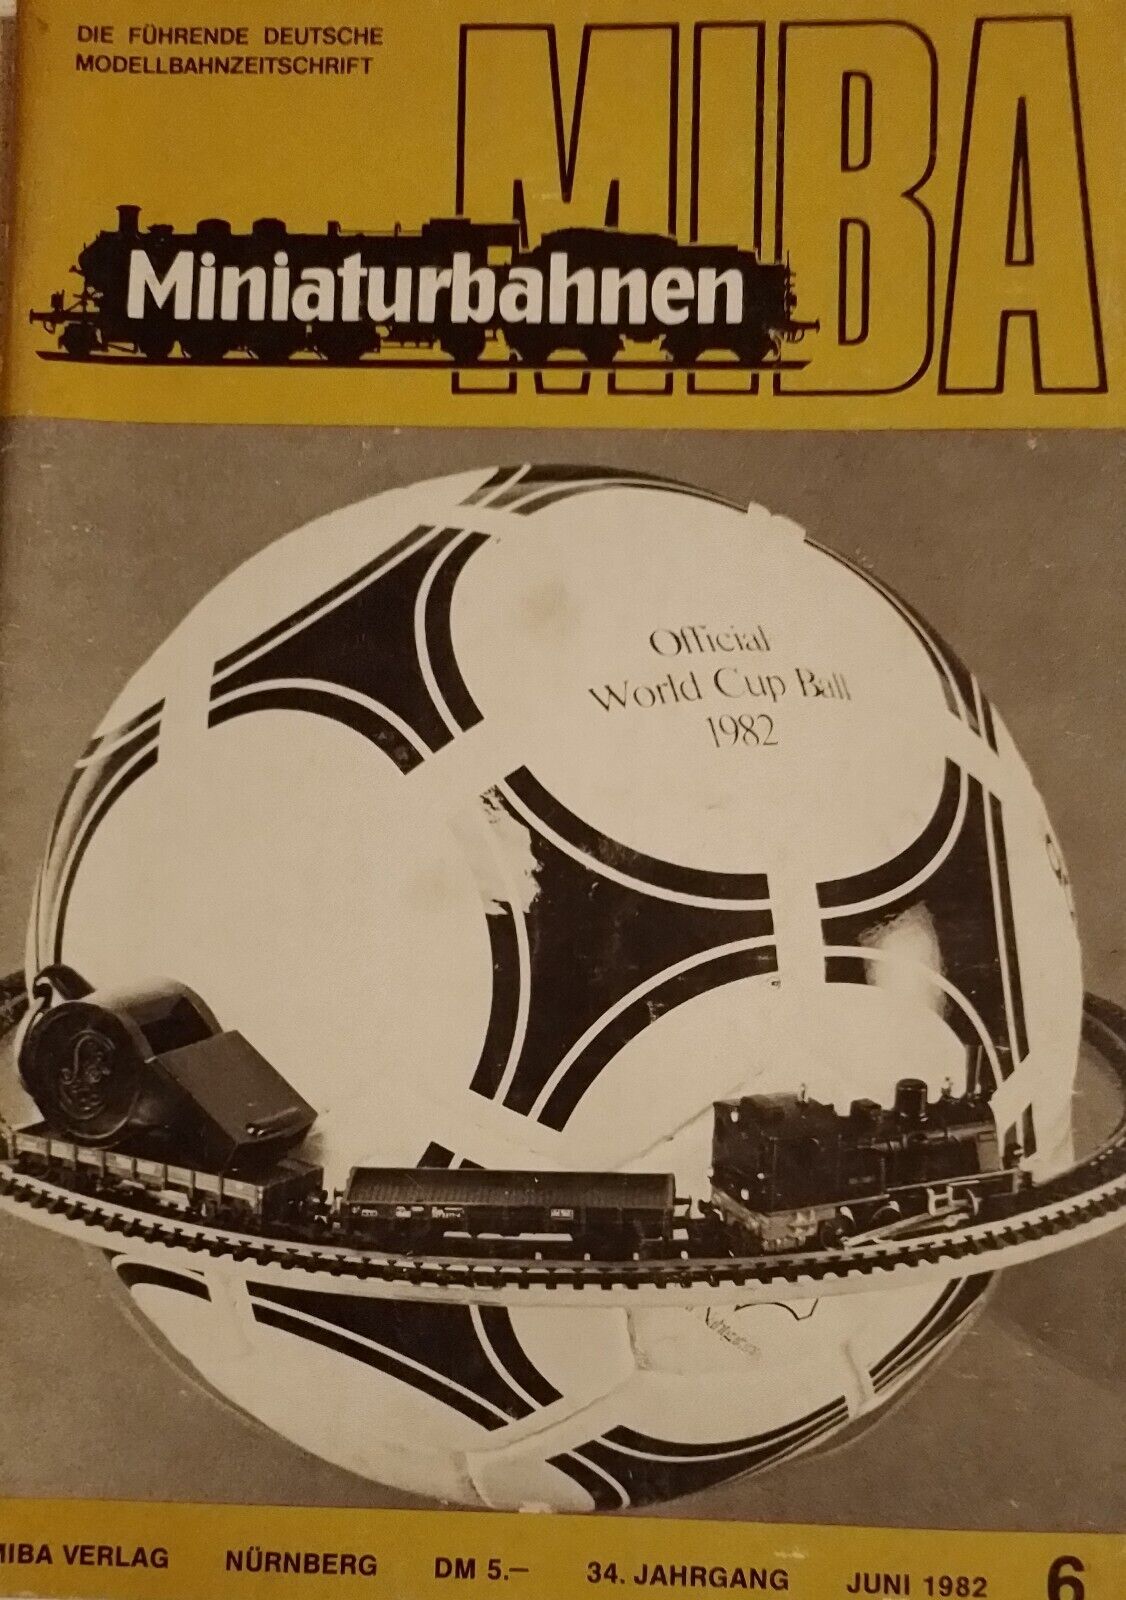 DIE FÜHRENDE DEUTSCHE
MODELLBAHNZEITSCHRIFT
MIBA
Miniaturbahnen
Official
World Cup Ball
1982
MIBA VERLAG NÜRNBERG DM 5.– 34. JAHRGANG JUNI 1982 6